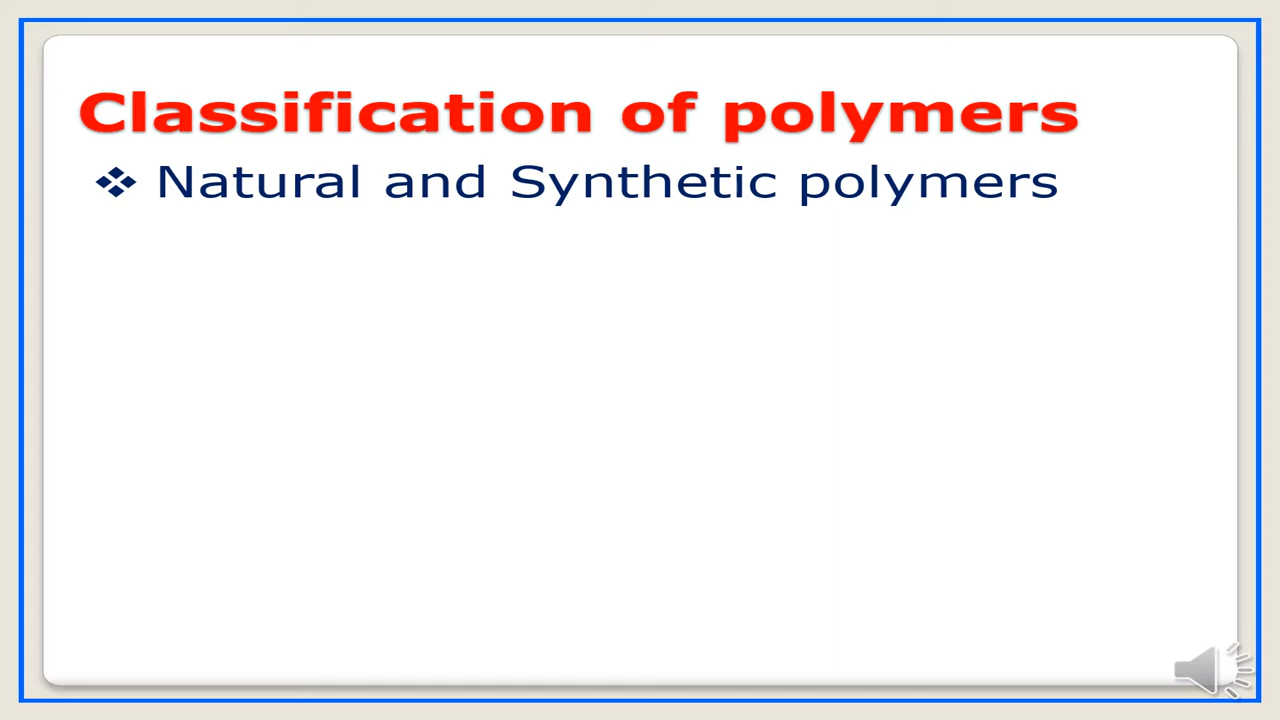 Classification of polymers
❖ Natural and Synthetic polymers